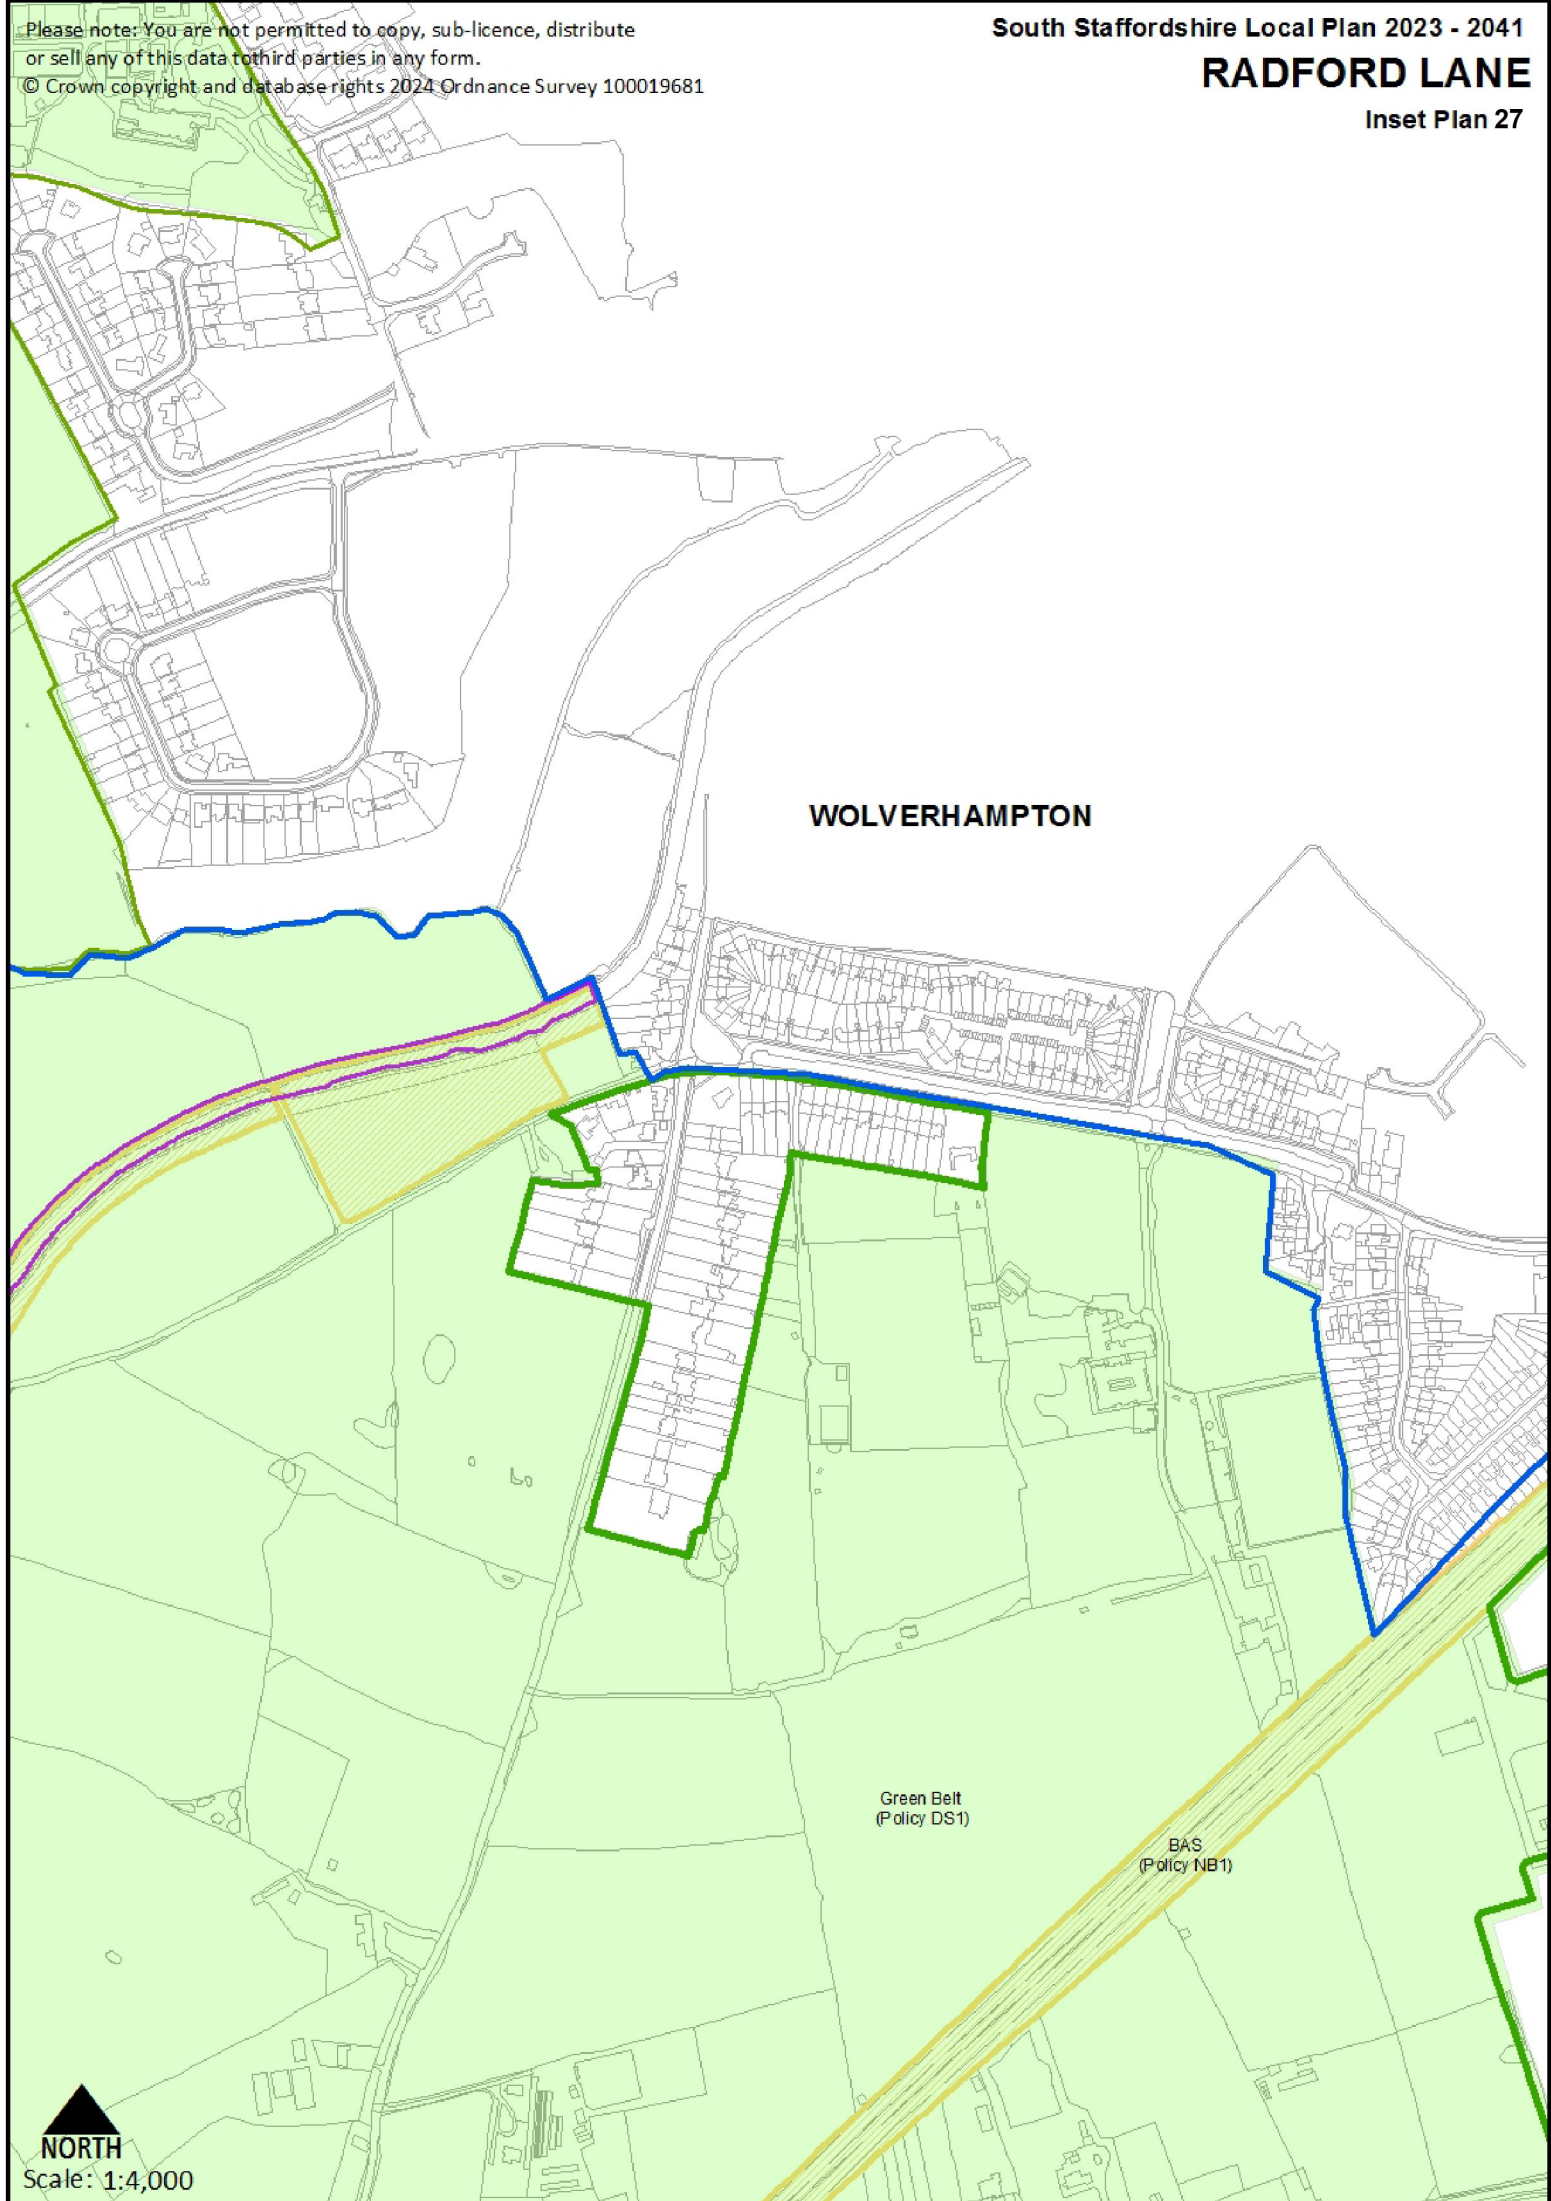 Please note: You are not permitted to copy, sub-licence, distribute
or sell any of this data tothird parties in any form.
© Crown copyright and database rights 2024 Ordnance Survey 100019681
South Staffordshire Local Plan 2023 - 2041
RADFORD LANE
Inset Plan 27
WOLVERHAMPTON
Green Belt
(Policy DS1)
BAS
(Policy NB1)
NORTH
Scale: 1:4,000